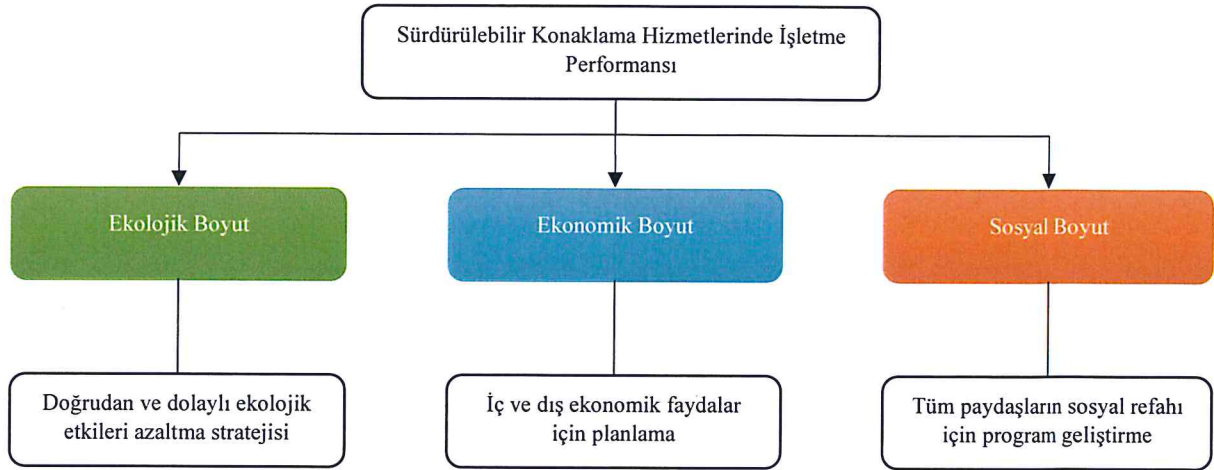 Sürdürülebilir Konaklama Hizmetlerinde İşletme
Performansı
Ekolojik Boyut
Ekonomik Boyut
Sosyal Boyut
Doğrudan ve dolaylı ekolojik
etkileri azaltma stratejisi
İç ve dış ekonomik faydalar
için planlama
Tüm paydaşların sosyal refahı
için program geliştirme